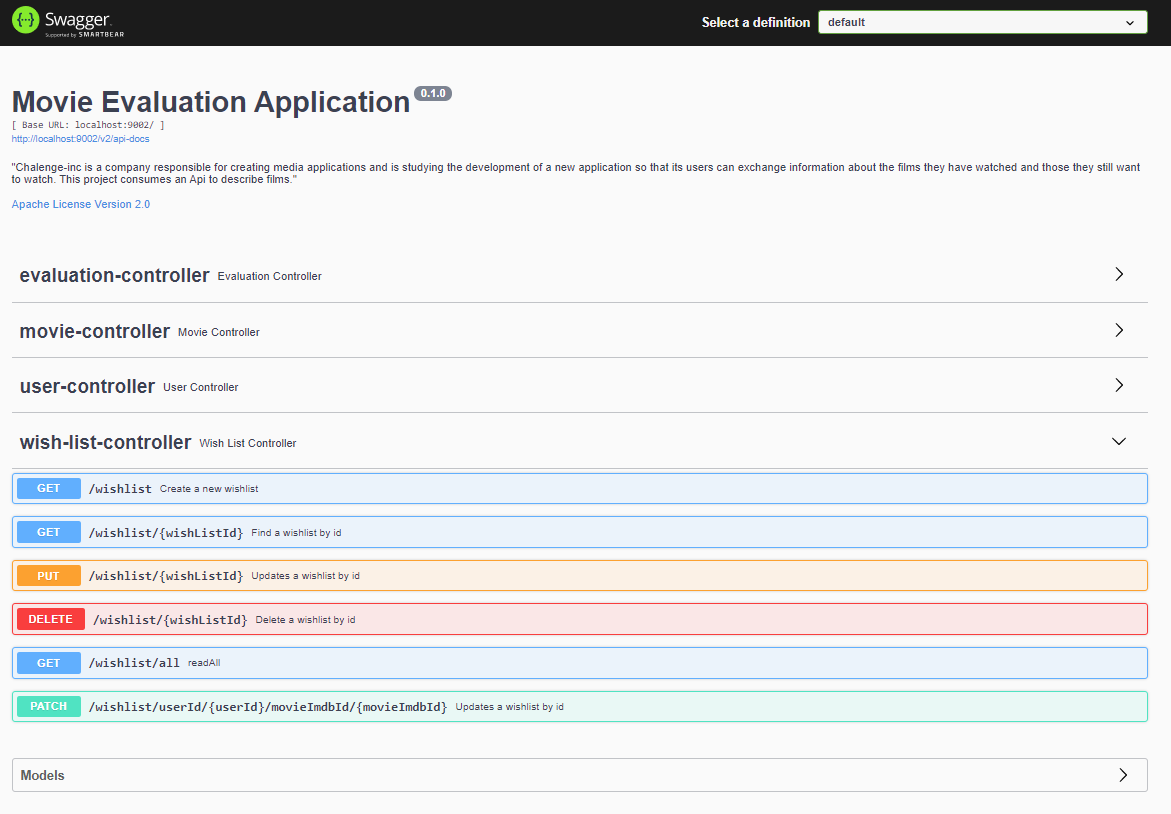 Swagger.
Supported by SMARTBEAR
Select a definition
default
Movie Evaluation Application 0.1.0
[ Base URL: localhost:9002/ ]
http://localhost:9002/v2/api-docs
"Chalenge-inc is a company responsible for creating media applications and is studying the development of a new application so that its users can exchange information about the films they have watched and those they still want
to watch. This project consumes an Api to describe films."
Apache License Version 2.0
evaluation-controller Evaluation Controller
movie-controller Movie Controller
user-controller User Controller
wish-list-controller Wish List Controller
GET /wishlist Create a new wishlist
GET /wishlist/{wishListId} Find a wishlist by id
PUT /wishlist/{wishListId} Updates a wishlist by id
DELETE /wishlist/{wishListId} Delete a wishlist by id
GET /wishlist/all readAll
PATCH /wishlist/userId/{userId}/movieImdbId/{movieImdbId} Updates a wishlist by id
Models